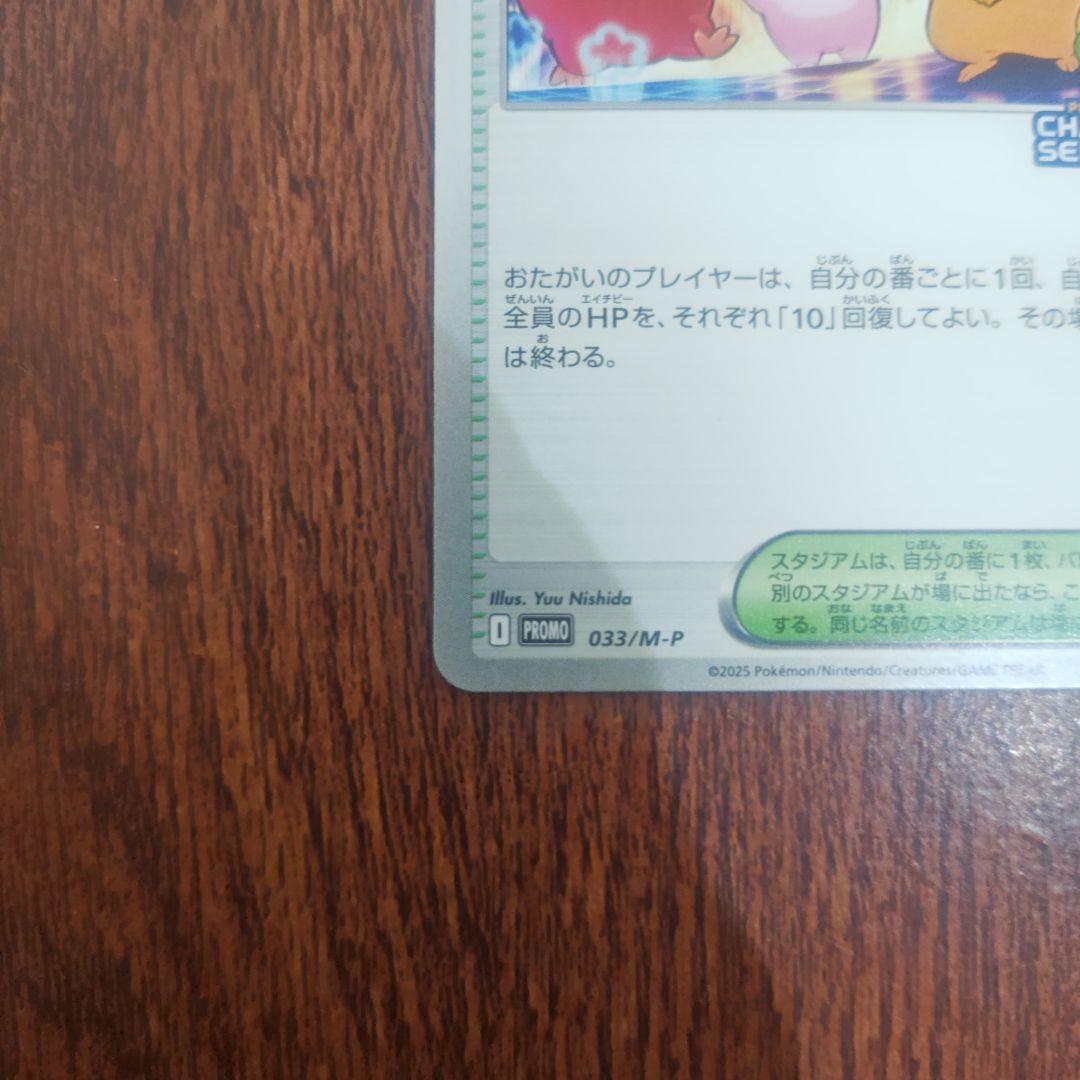 CH
SE
おたがいのプレイヤーは、自分の番ごとに1回、自
全員のHPを、それぞれ「10」回復してよい。その場
は終わる。
スタジアムは、自分の番に1枚、バ
別のスタジアムが場に出たなら、こ
する。同じ名前のスタジアムは場に
Illus. Yuu Nishida
I PROMO 033/M-P
©2025 Pokémon/Nintendo/Creatures/GAME FREAK